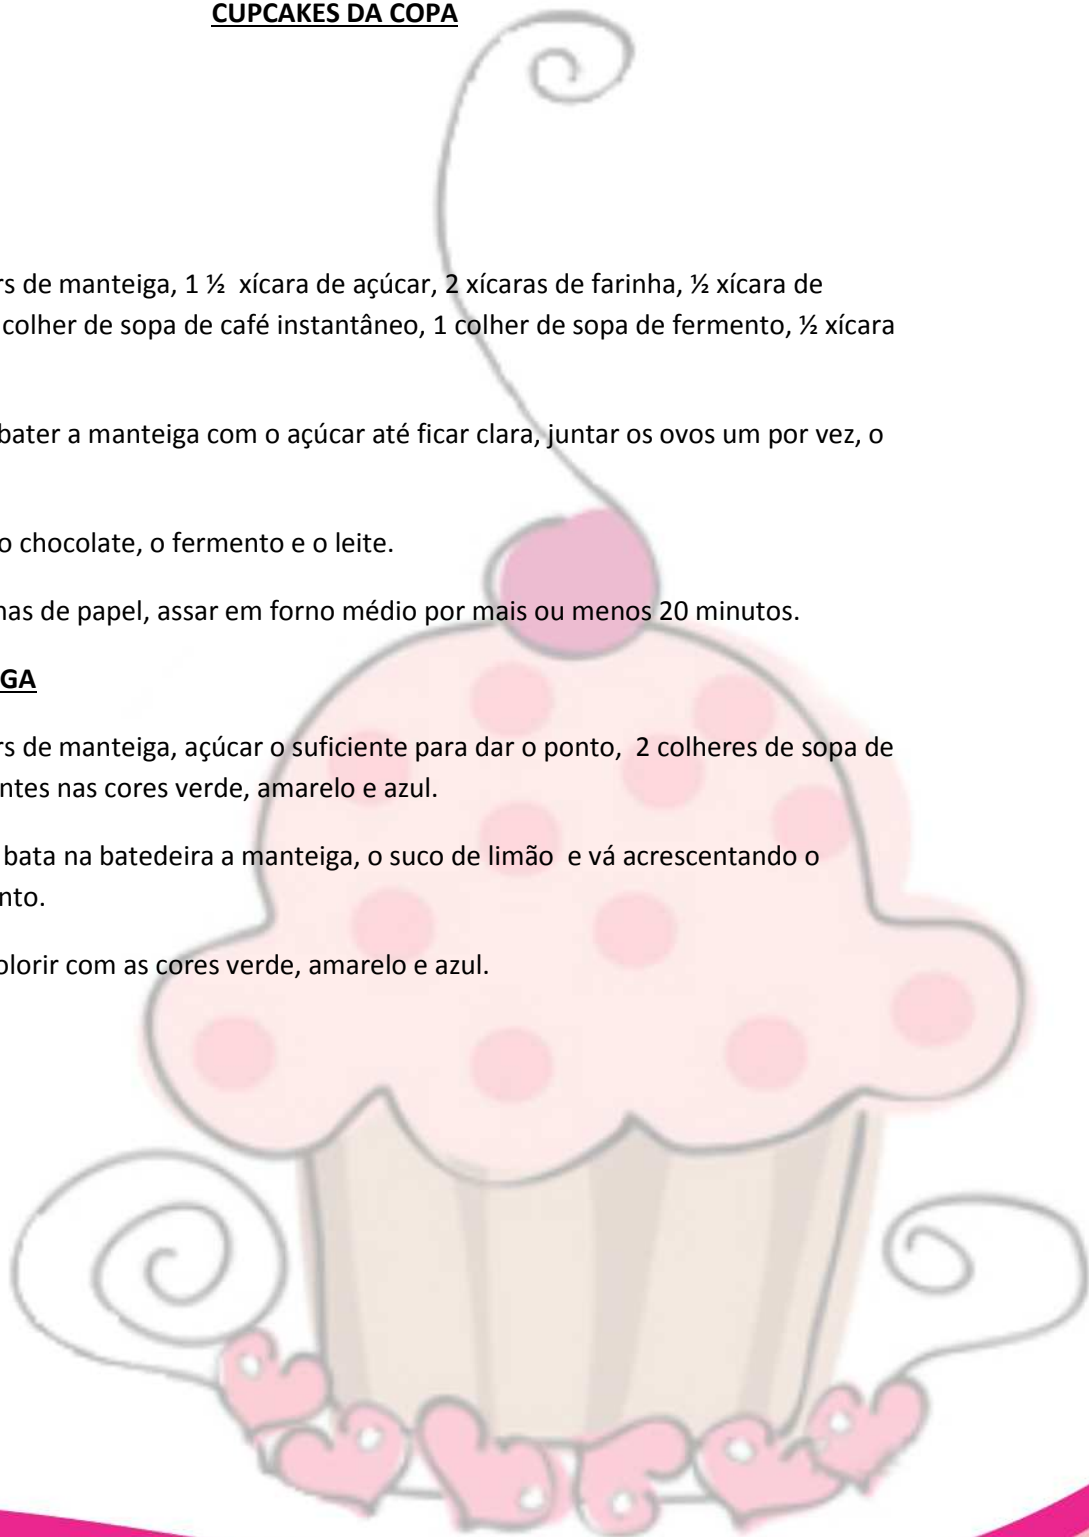 CUPCAKES DA COPA
rs de manteiga, 1 ½ xícara de açúcar, 2 xícaras de farinha, ½ xícara de
colher de sopa de café instantâneo, 1 colher de sopa de fermento, ½ xícara
bater a manteiga com o açúcar até ficar clara, juntar os ovos um por vez, o
o chocolate, o fermento e o leite.
nas de papel, assar em forno médio por mais ou menos 20 minutos.
GA
rs de manteiga, açúcar o suficiente para dar o ponto, 2 colheres de sopa de
ntes nas cores verde, amarelo e azul.
bata na batedeira a manteiga, o suco de limão e vá acrescentando o
nto.
olorir com as cores verde, amarelo e azul.